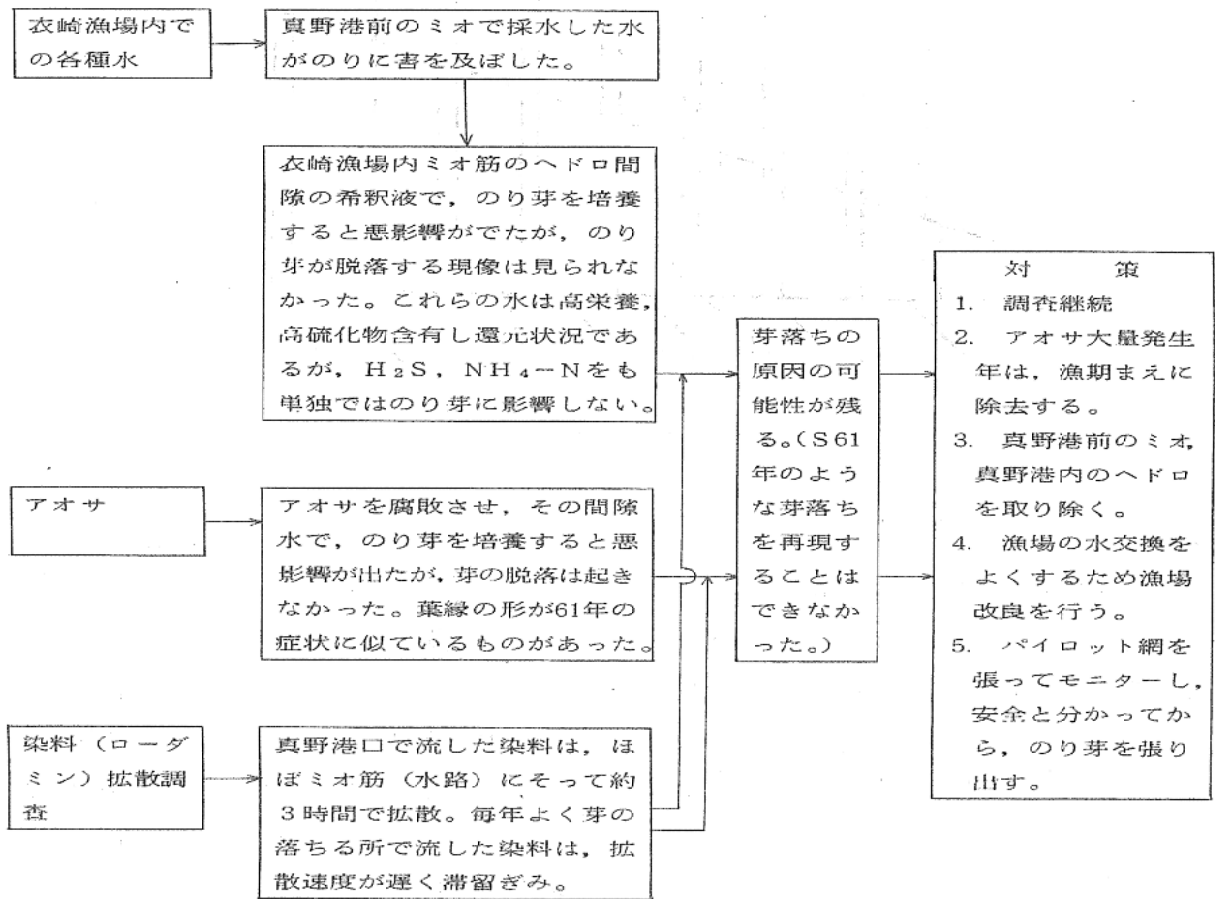 衣崎漁場内で
の各種水
真野港前のミオで採水した水
がのりに害を及ぼした。
衣崎漁場内ミオ筋のヘドロ間
隙の希釈液で，のり芽を培養
すると悪影響がでたが，のり
芽が脱落する現像は見られな
かった。これらの水は高栄養，
高硫化物含有し還元状況であ
るが，H₂S，NH₄－Nをも
単独ではのり芽に影響しない。
アオサ
アオサを腐敗させ，その間隙
水で，のり芽を培養すると悪
影響が出たが，芽の脱落は起き
なかった。葉縁の形が61年の
症状に似ているものがあった。
染料（ローダ
ミン）拡散調
査
真野港口で流した染料は，ほ
ぼミオ筋（水路）にそって約
3時間で拡散。毎年よく芽の
落ちる所で流した染料は，拡
散速度が遅く滞留ぎみ。
芽落ちの
原因の可
能性が残
る。(S61
年のよう
な芽落ち
を再現す
ることは
できなか
った。)
対　　策
1. 調査継続
2. アオサ大量発生
年は，漁期まえに
除去する。
3. 真野港前のミオ，
真野港内のヘドロ
を取り除く。
4. 漁場の水交換を
よくするため漁場
改良を行う。
5. パイロット網を
張ってモニターし，
安全と分かってか
ら，のり芽を張り
出す。